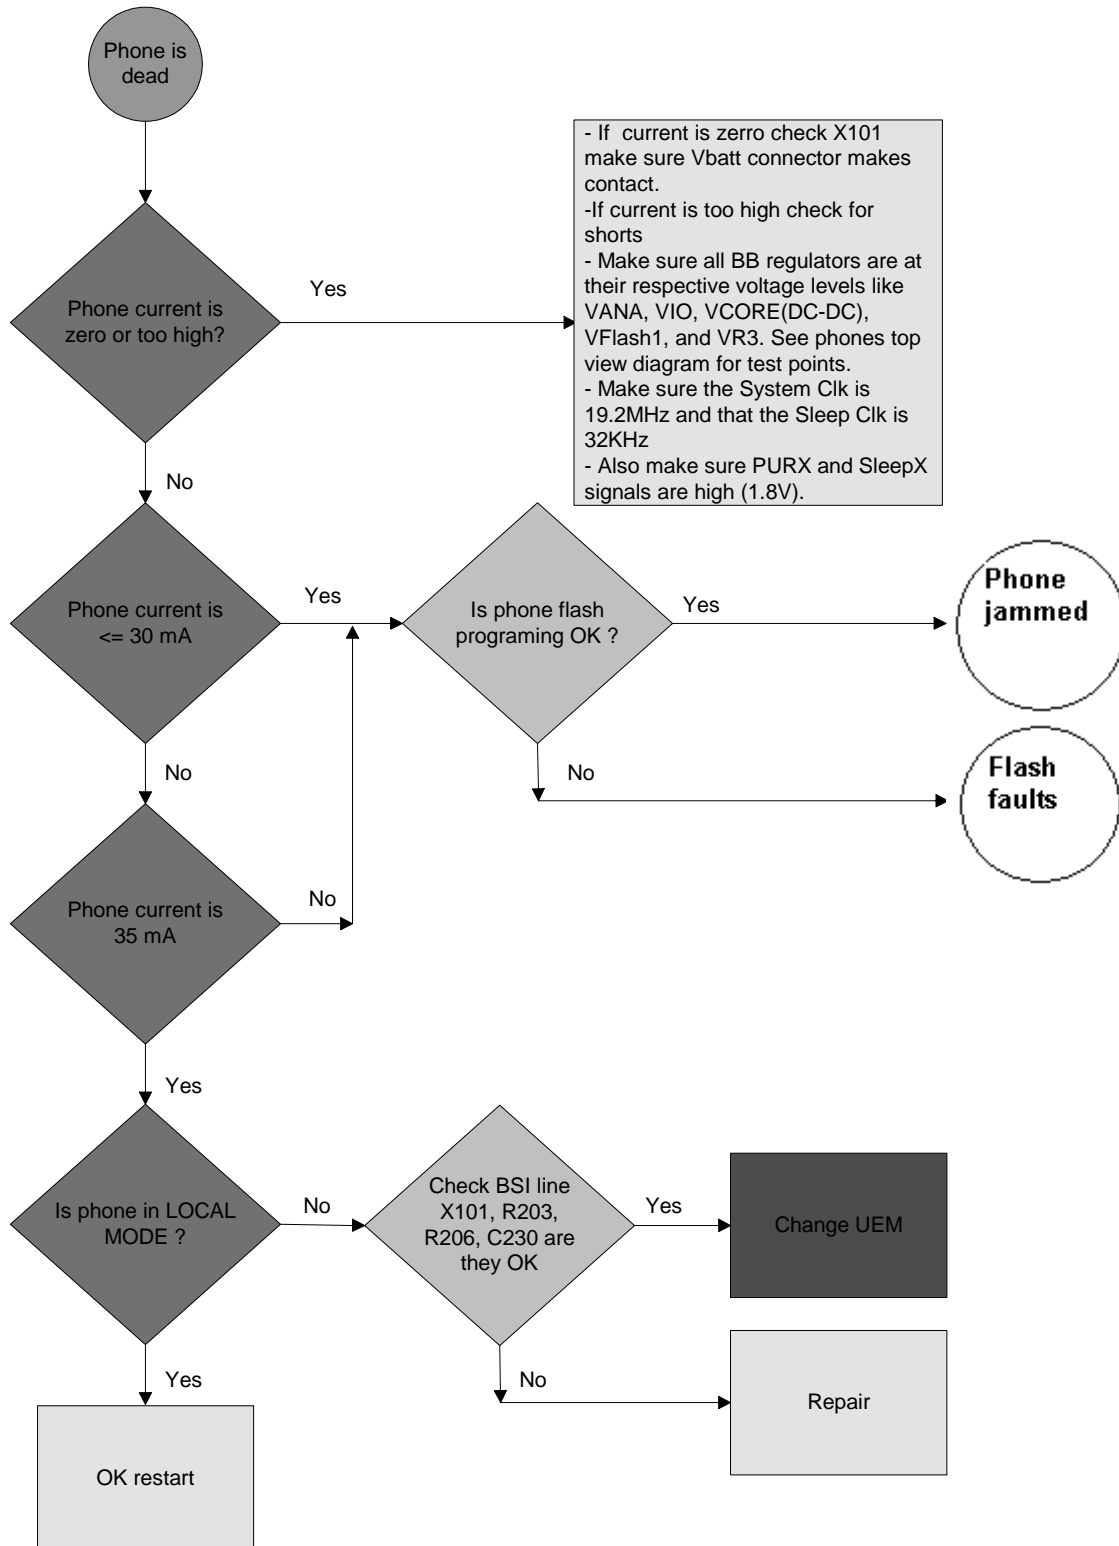 Phone is
dead
- If  current is zerro check X101
make sure Vbatt connector makes
contact.
-If current is too high check for
shorts
- Make sure all BB regulators are at
their respective voltage levels like
VANA, VIO, VCORE(DC-DC),
VFlash1, and VR3. See phones top
view diagram for test points.
- Make sure the System Clk is
19.2MHz and that the Sleep Clk is
32KHz
- Also make sure PURX and SleepX
signals are high (1.8V).
Phone current is
zero or too high?
Yes
No
Phone current is
<= 30 mA
Yes
Is phone flash
programing OK ?
Yes
Phone
jammed
No
Flash
faults
No
Phone current is
35 mA
No
Yes
Is phone in LOCAL
MODE ?
No
Check BSI line
X101, R203,
R206, C230 are
they OK
Yes
Change UEM
No
Repair
Yes
OK restart